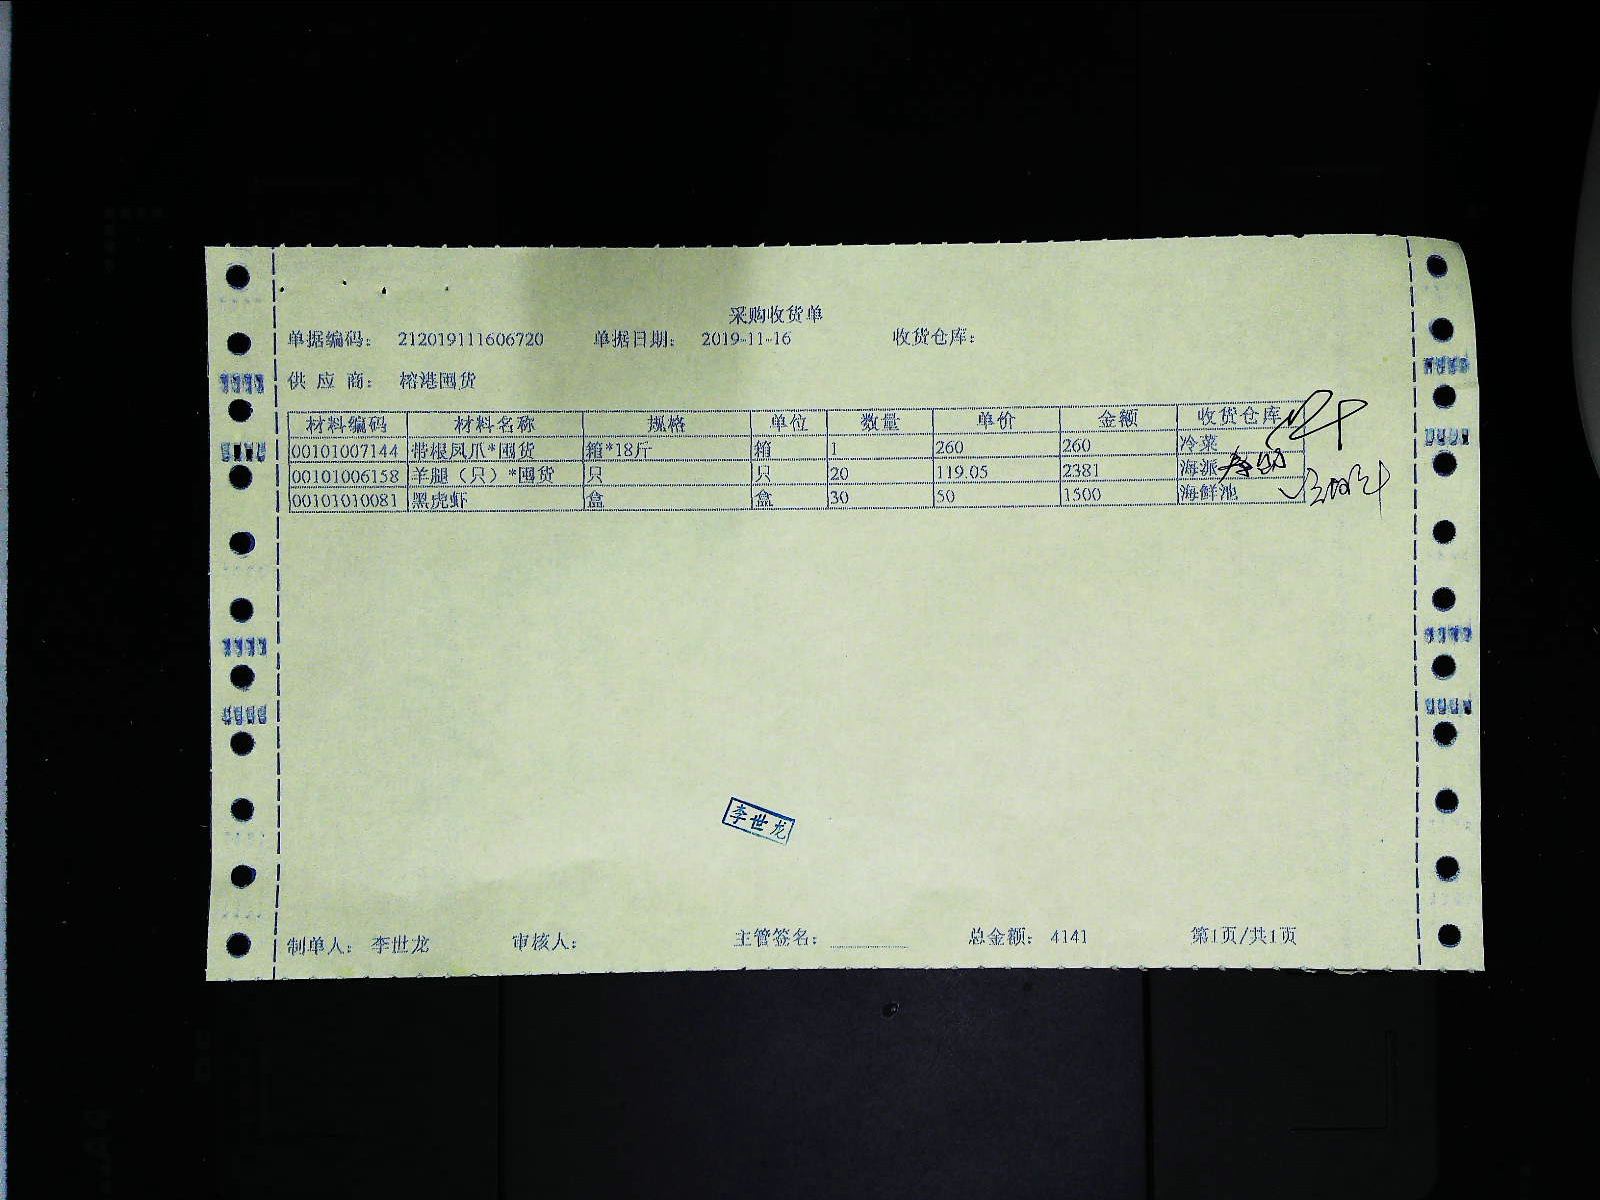 采购收货单
单据编码： 212019111606720 单据日期： 2019-11-16 收货仓库：
供 应 商： 榕港囤货
材料编码 材料名称 规格 单位 数量 单价 金额 收货仓库
00101007144 带根凤爪*囤货 箱*18斤 箱 1 260 260 冷菜
00101006158 羊腿（只）*囤货 只 只 20 119.05 2381 海派
00101010081 黑虎虾 盒 盒 30 50 1500 海鲜池
李世龙
制单人： 李世龙 审核人： 主管签名： 总金额： 4141 第1页/共1页